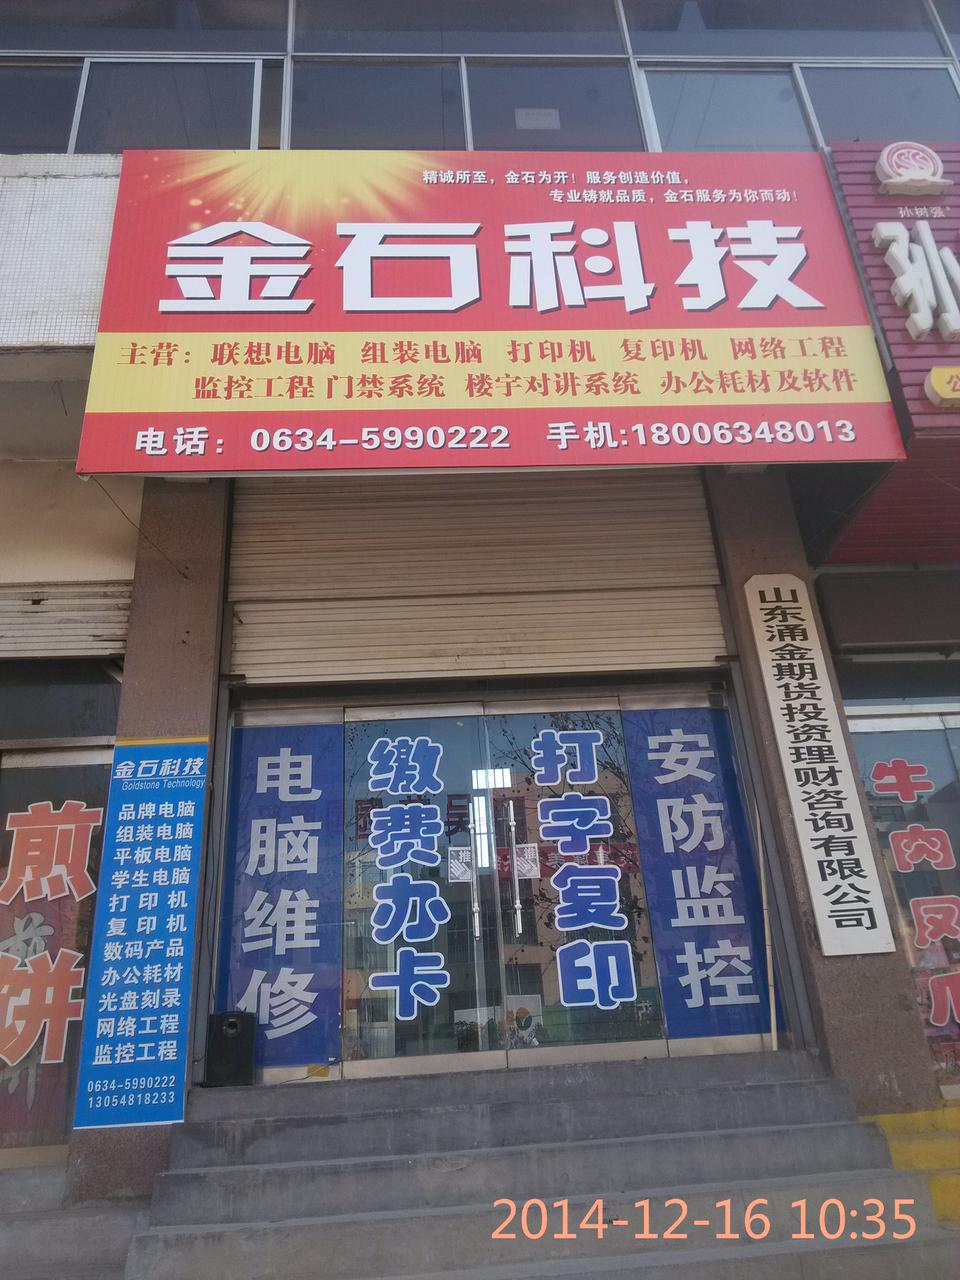 精诚所至，金石为开！服务创造价值，
专业铸就品质，金石服务为你而动！
金石科技
主营：联想电脑 组装电脑 打印机 复印机 网络工程
监控工程 门禁系统 楼宇对讲系统 办公耗材及软件
电话：0634-5990222 手机:18006348013
孙树强
孙
公
金石科技
Goldstone Technology
品牌电脑
组装电脑
平板电脑
学生电脑
打印机
复印机
数码产品
办公耗材
光盘刻录
网络工程
监控工程
0634-5990222
13054818233
电脑维修
缴费办卡
打字复印
安防监控
推
推
山东涌金期货投资理财咨询有限公司
煎饼
牛肉
凤爪
2014-12-16 10:35